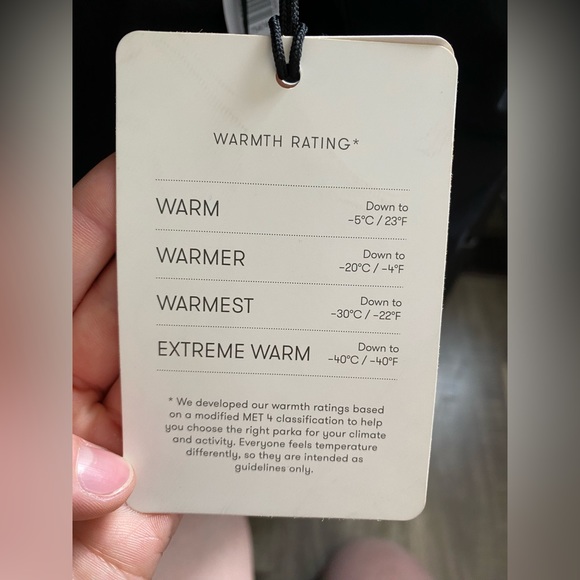 WARMTH RATING*
WARM
Down to
-5°C / 23°F
WARMER
Down to
-20°C / -4°F
WARMEST
Down to
-30°C / -22°F
EXTREME WARM
Down to
-40°C / -40°F
* We developed our warmth ratings based
on a modified MET 4 classification to help
you choose the right parka for your climate
and activity. Everyone feels temperature
differently, so they are intended as
guidelines only.